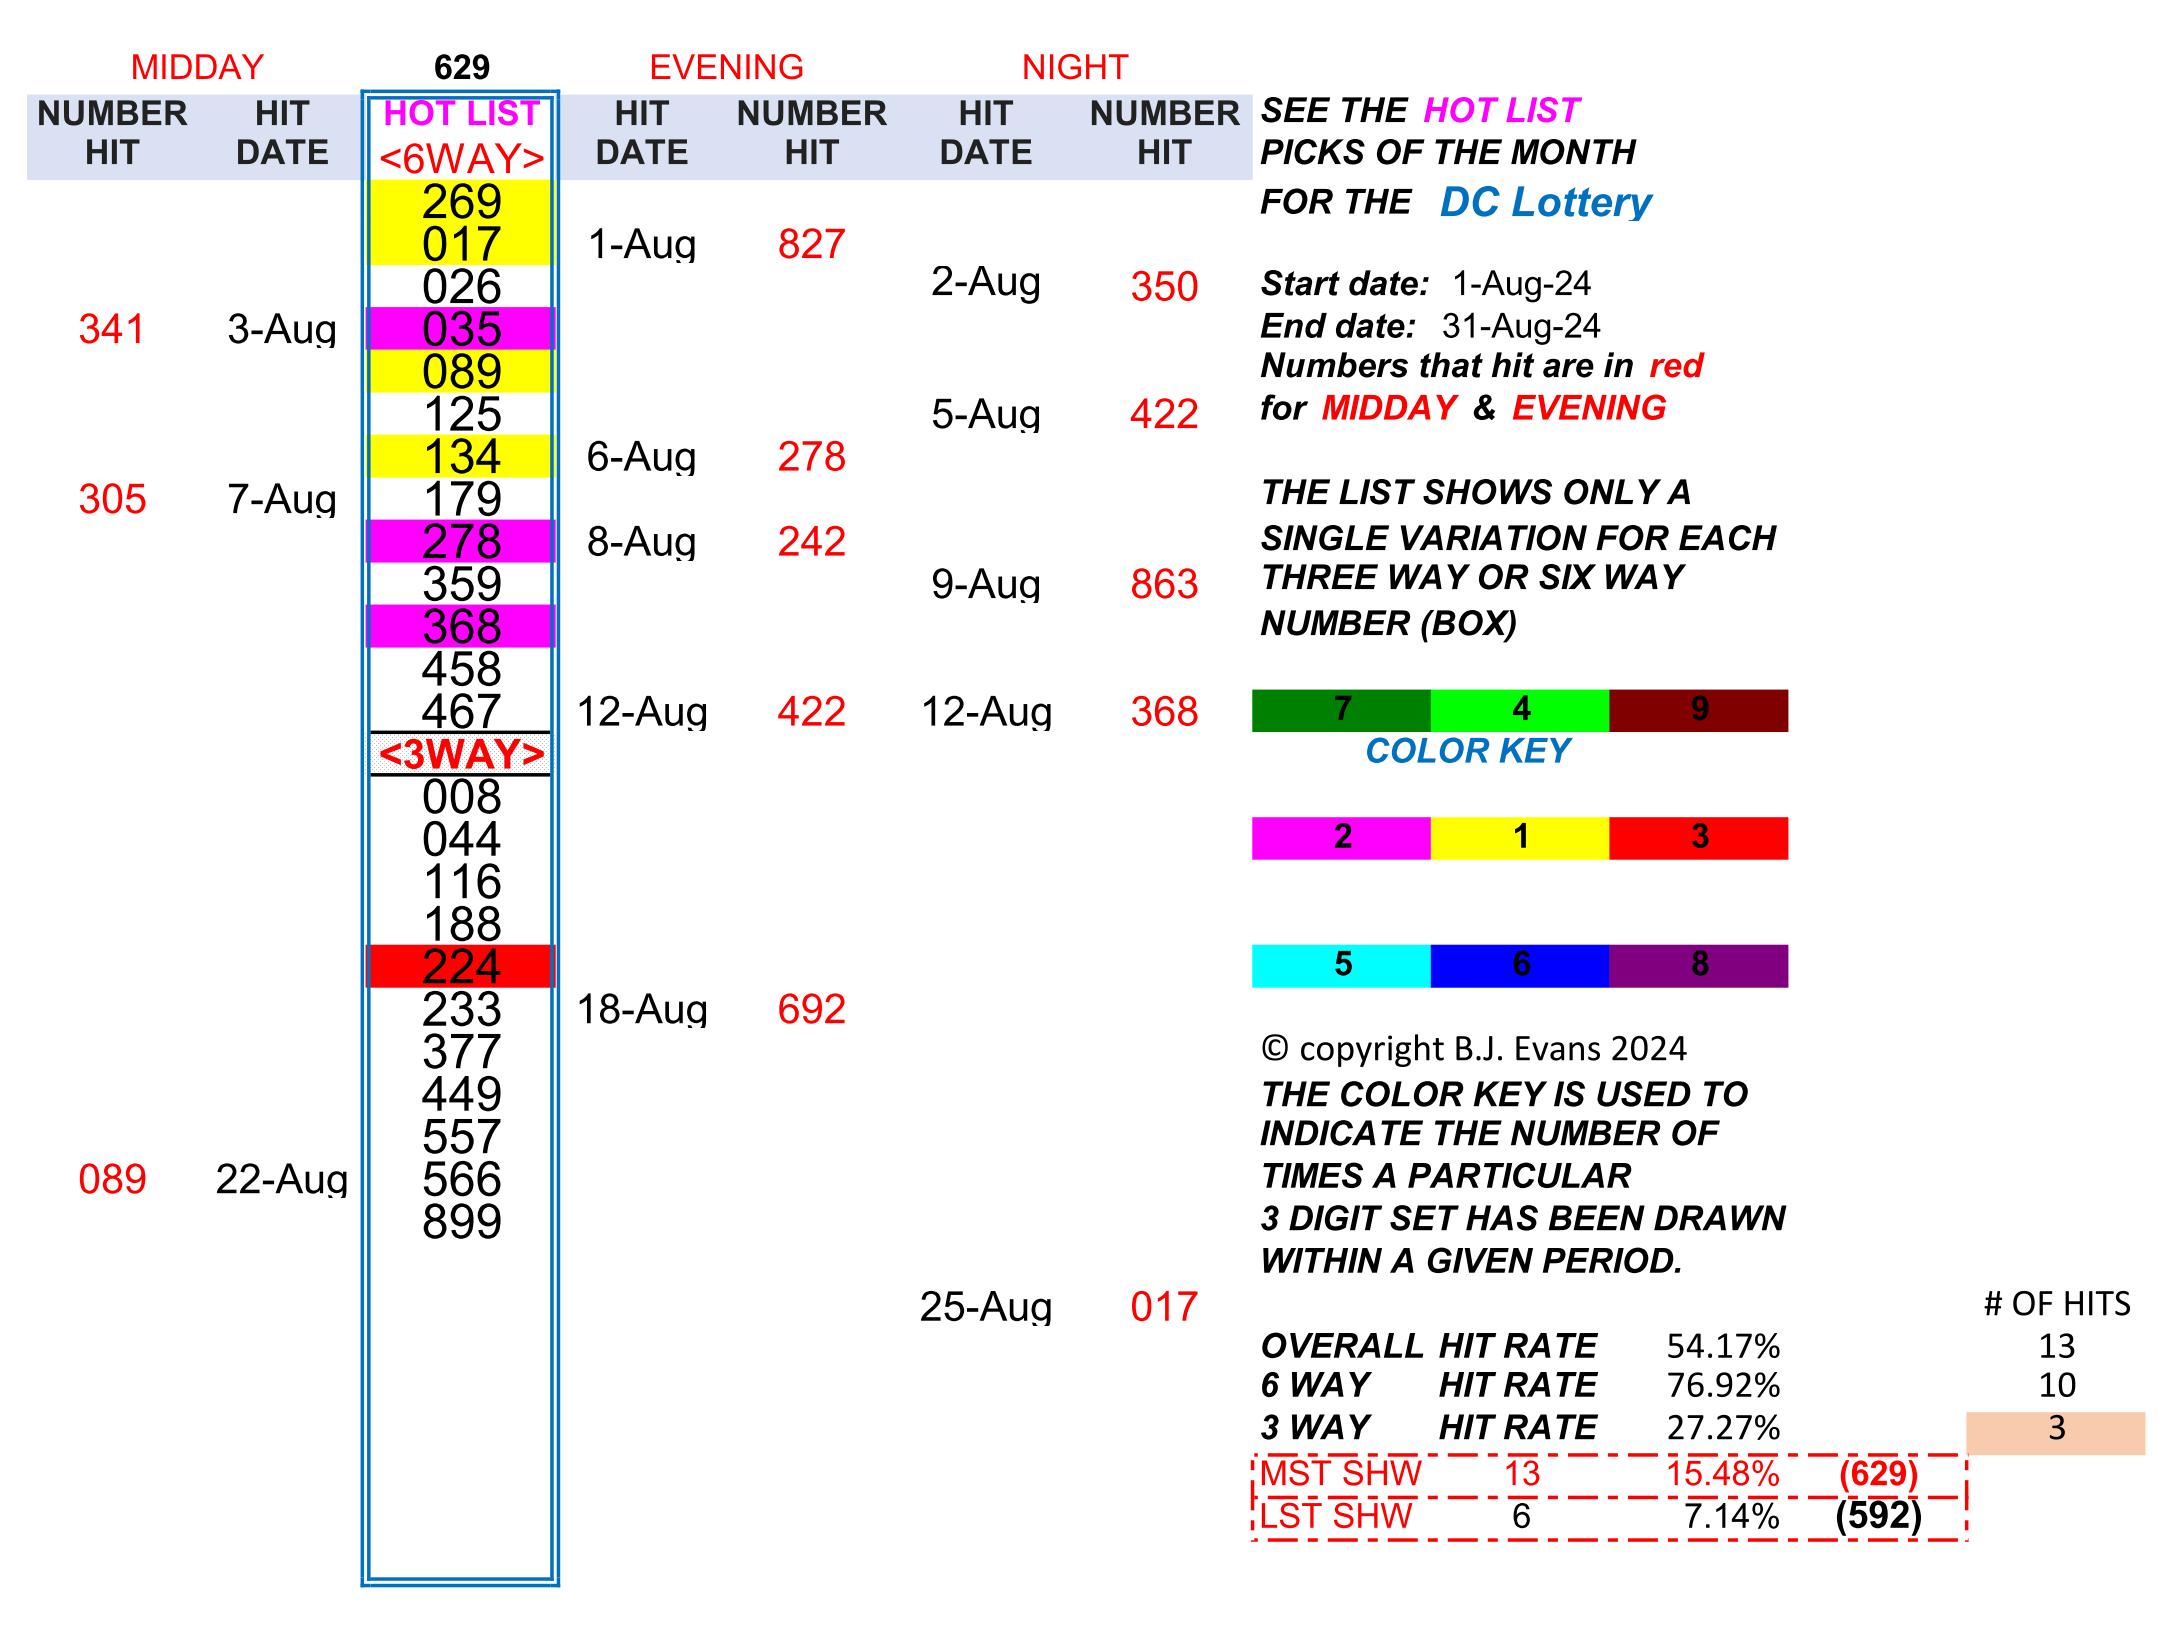 MIDDAY 629 EVENING NIGHT
NUMBER HIT HOT LIST HIT NUMBER HIT NUMBER SEE THE HOT LIST
HIT DATE <6WAY> DATE HIT DATE HIT PICKS OF THE MONTH
269 FOR THE DC Lottery
017 1-Aug 827
026 2-Aug 350 Start date: 1-Aug-24
341 3-Aug 035 End date: 31-Aug-24
089 Numbers that hit are in red
125 5-Aug 422 for MIDDAY & EVENING
134 6-Aug 278
305 7-Aug 179 THE LIST SHOWS ONLY A
278 8-Aug 242 SINGLE VARIATION FOR EACH
359 9-Aug 863 THREE WAY OR SIX WAY
368 NUMBER (BOX)
458
467 12-Aug 422 12-Aug 368 7 4 9
<3WAY> COLOR KEY
008
044 2 1 3
116
188
224 5 6 8
233 18-Aug 692
377 © copyright B.J. Evans 2024
449 THE COLOR KEY IS USED TO
557 INDICATE THE NUMBER OF
089 22-Aug 566 TIMES A PARTICULAR
899 3 DIGIT SET HAS BEEN DRAWN
WITHIN A GIVEN PERIOD.
25-Aug 017 # OF HITS
OVERALL HIT RATE 54.17% 13
6 WAY HIT RATE 76.92% 10
3 WAY HIT RATE 27.27% 3
MST SHW 13 15.48% (629)
LST SHW 6 7.14% (592)